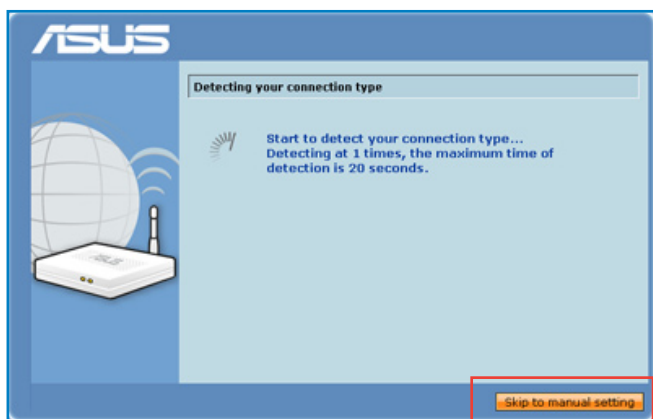 ASUS
Detecting your connection type
Start to detect your connection type...
Detecting at 1 times, the maximum time of
detection is 20 seconds.
ASUS
Skip to manual setting